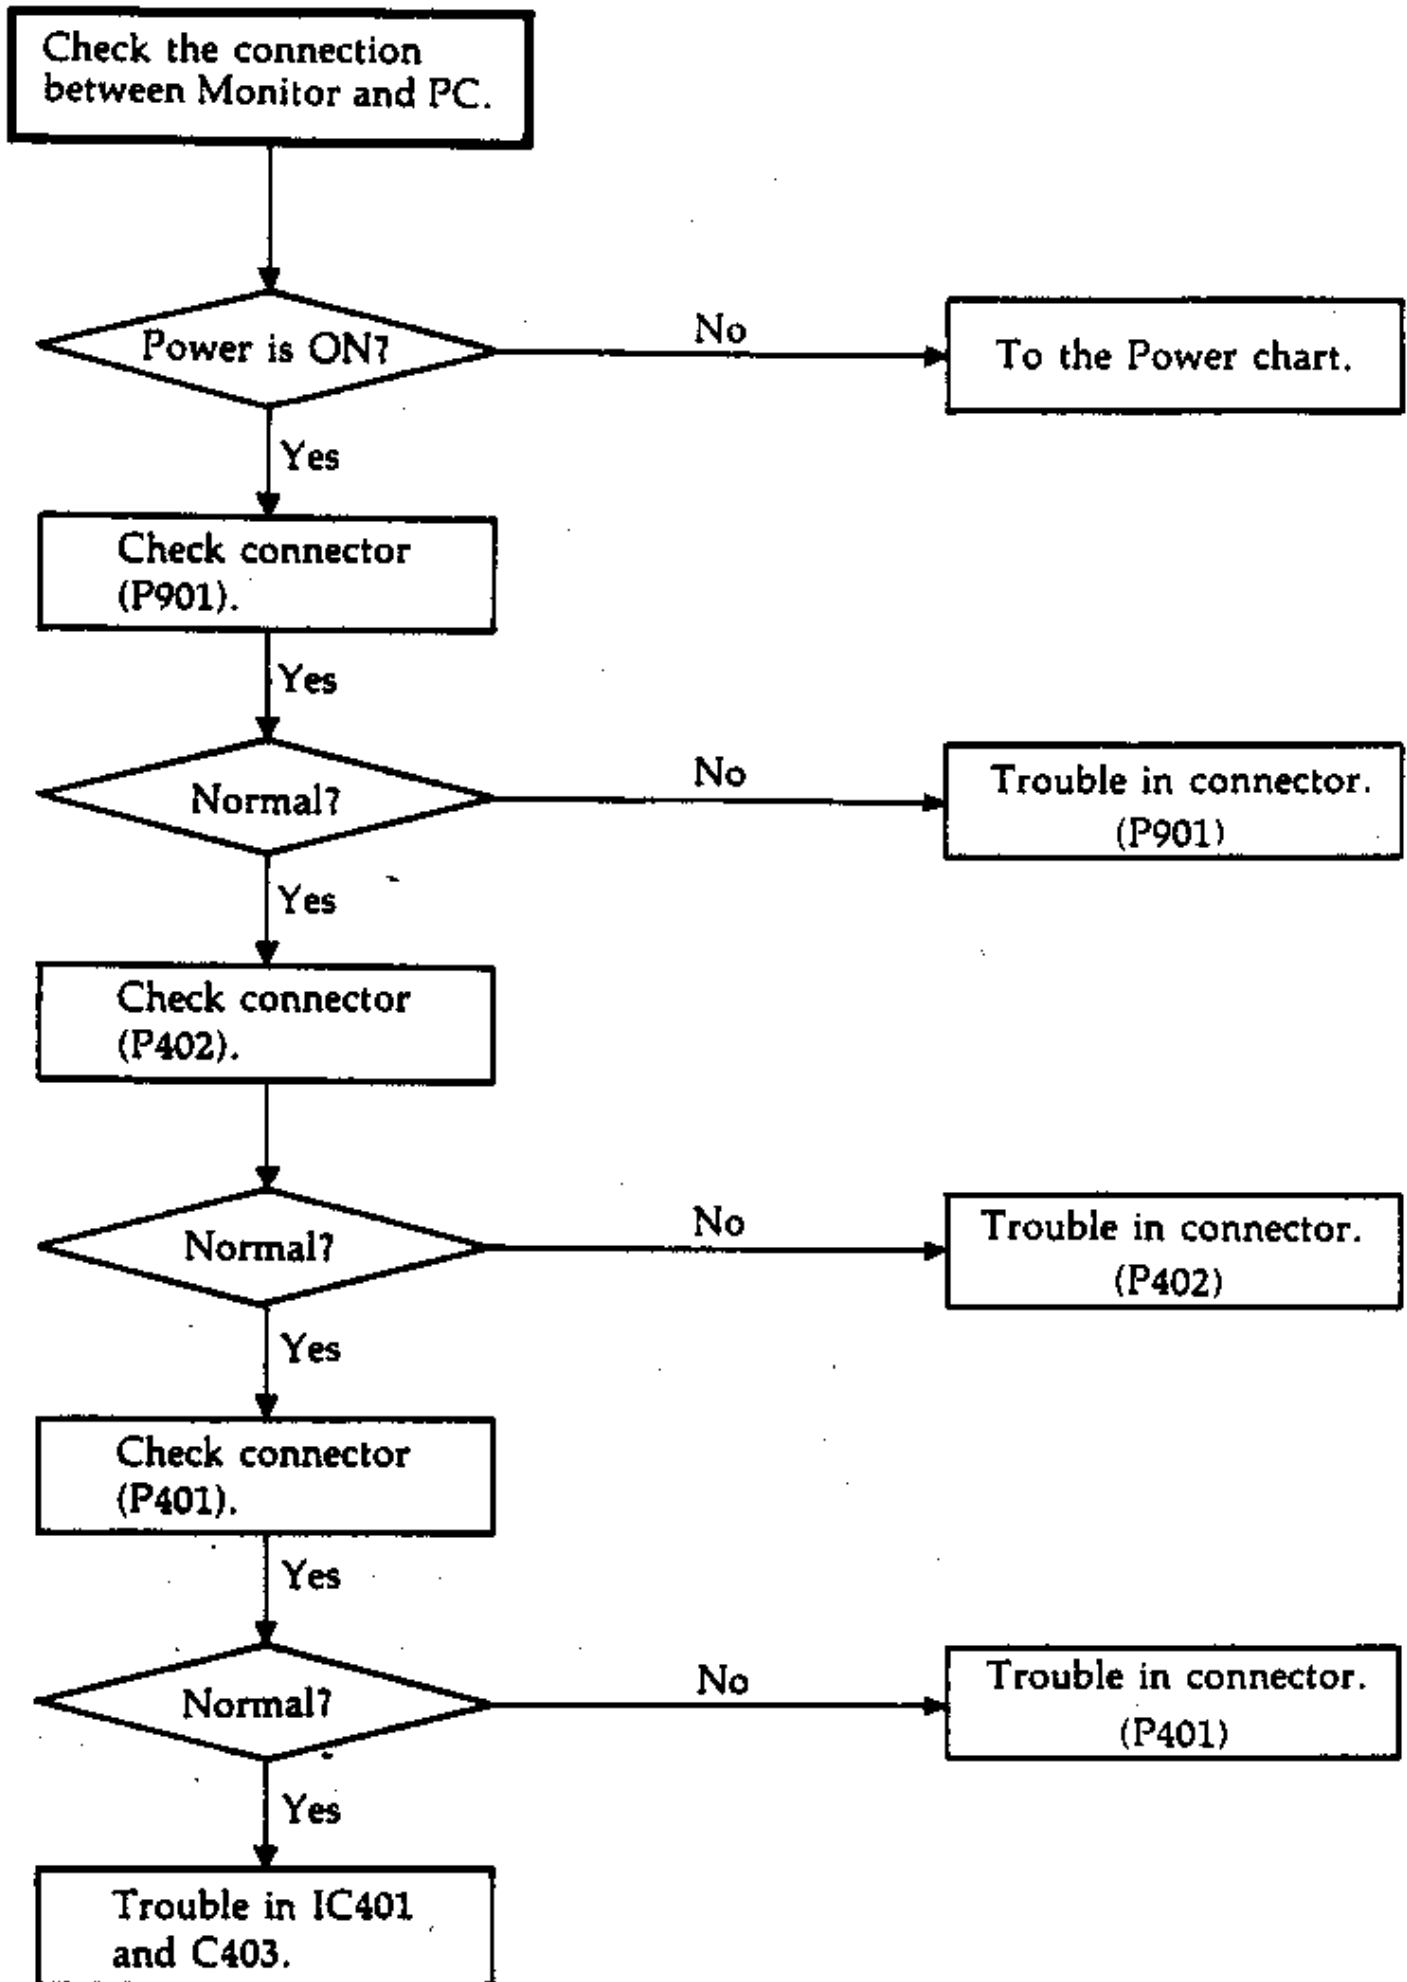 Check the connection
between Monitor and PC.
Power is ON?
No
To the Power chart.
Yes
Check connector
(P901).
Yes
Normal?
No
Trouble in connector.
(P901)
Yes
Check connector
(P402).
Normal?
No
Trouble in connector.
(P402)
Yes
Check connector
(P401).
Yes
Normal?
No
Trouble in connector.
(P401)
Yes
Trouble in IC401
and C403.